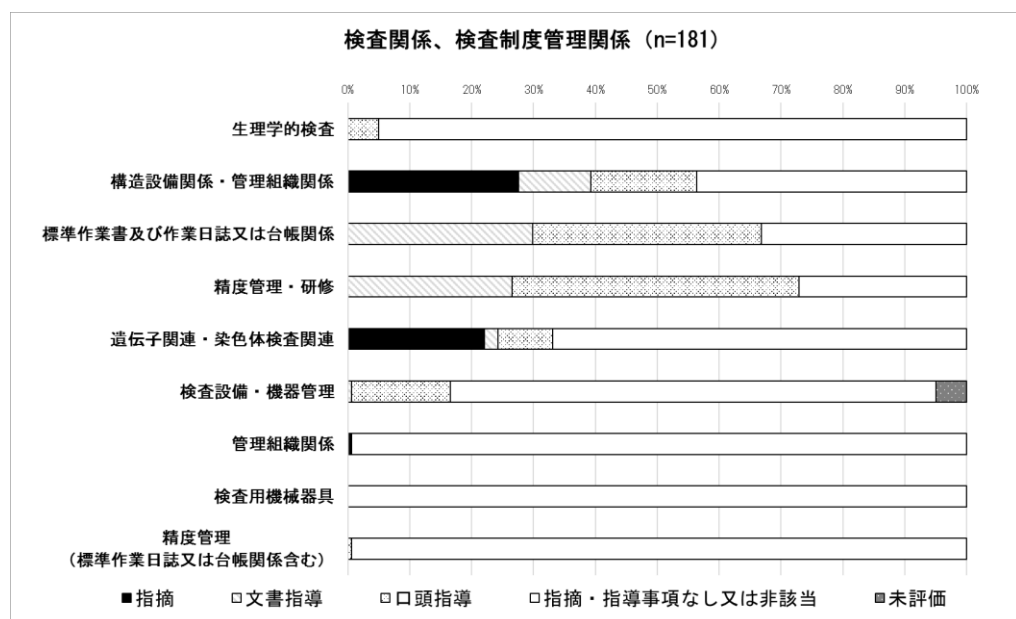 検査関係、検査制度管理関係（n=181）
0% 10% 20% 30% 40% 50% 60% 70% 80% 90% 100%
生理学的検査
構造設備関係・管理組織関係
標準作業書及び作業日誌又は台帳関係
精度管理・研修
遺伝子関連・染色体検査関連
検査設備・機器管理
管理組織関係
検査用機械器具
精度管理
（標準作業日誌又は台帳関係含む）
指摘 文書指導 口頭指導 指摘・指導事項なし又は非該当 未評価